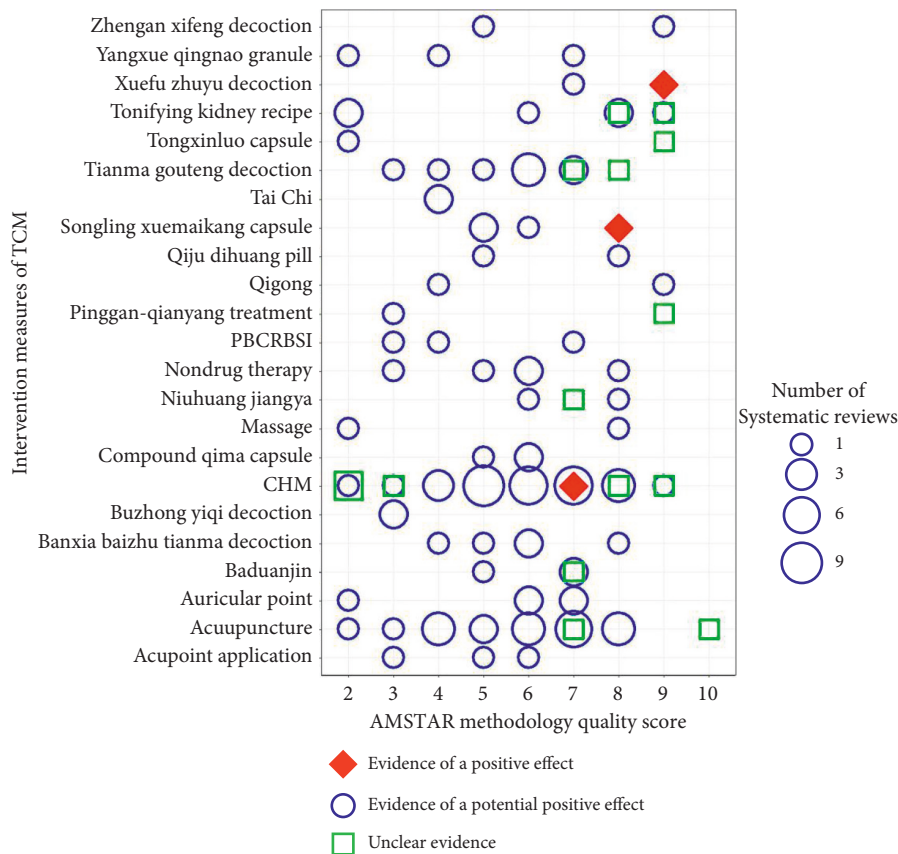 Intervention measures of TCM
Zhengan xifeng decoction
Yangxue qingnao granule
Xuefu zhuyu decoction
Tonifying kidney recipe
Tongxinluo capsule
Tianma gouteng decoction
Tai Chi
Songling xuemaikang capsule
Qiju dihuang pill
Qigong
Pinggan-qianyang treatment
PBCRBSI
Nondrug therapy
Niuhuang jiangya
Massage
Compound qima capsule
CHM
Buzhong yiqi decoction
Banxia baizhu tianma decoction
Baduanjin
Auricular point
Acuupuncture
Acupoint application
2 3 4 5 6 7 8 9 10
AMSTAR methodology quality score
Evidence of a positive effect
Evidence of a potential positive effect
Unclear evidence
Number of
Systematic reviews
1
3
6
9